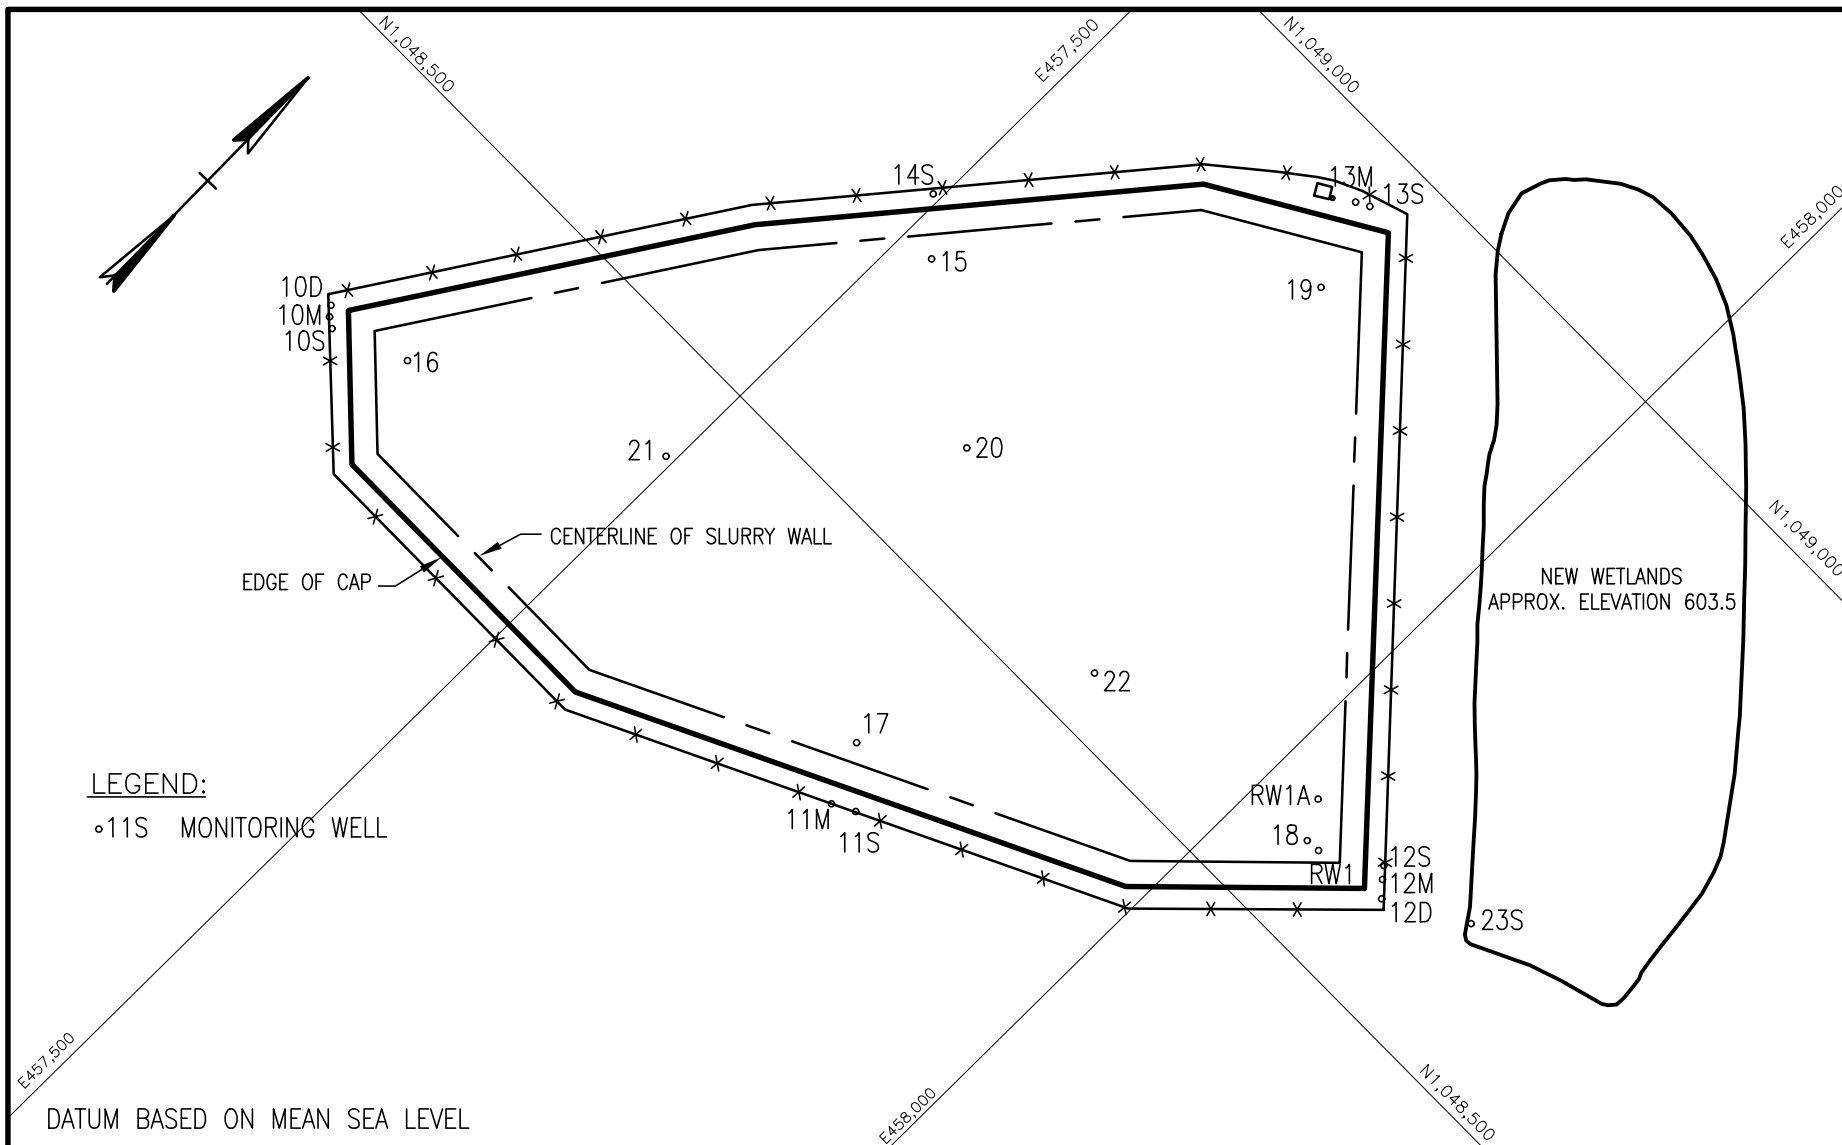 N1,048,500
E457,500
N1,049,000
E458,000
14S
13M
13S
15
10D
10M
10S
19
16
21
20
N1,049,000
CENTERLINE OF SLURRY WALL
EDGE OF CAP
NEW WETLANDS
APPROX. ELEVATION 603.5
22
17
LEGEND:
11S MONITORING WELL
RW1A
11M
11S
18
RW1
12S
12M
12D
23S
E457,500
E458,000
N1,048,500
DATUM BASED ON MEAN SEA LEVEL